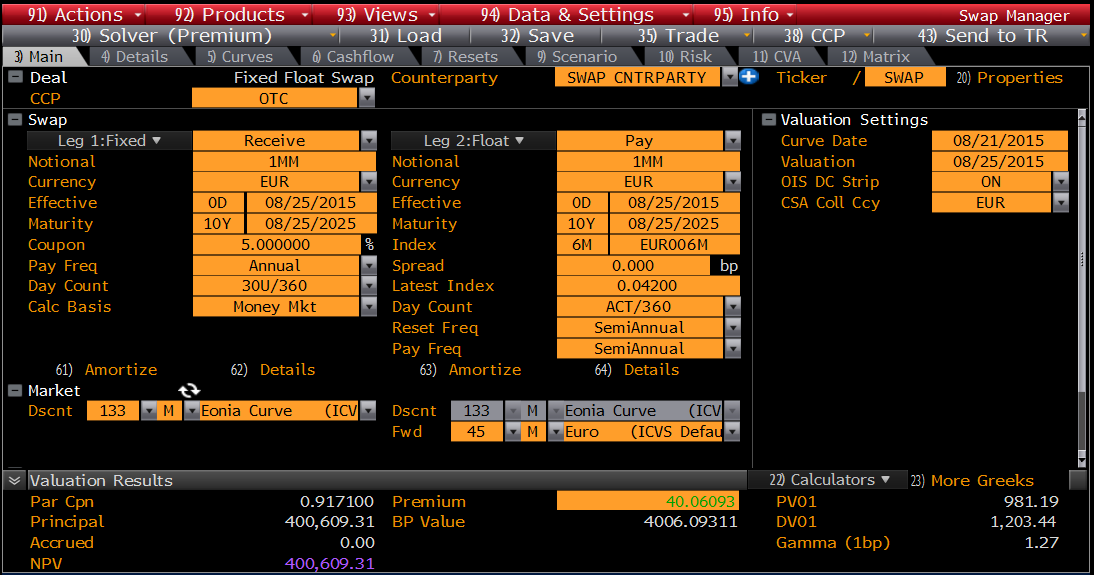 91) Actions 92) Products 93) Views 94) Data & Settings 95) Info Swap Manager
30) Solver (Premium) 31) Load 32) Save 35) Trade 38) CCP 43) Send to TR
3) Main 4) Details 5) Curves 6) Cashflow 7) Resets 9) Scenario 10) Risk 11) CVA 12) Matrix
Deal Fixed Float Swap Counterparty SWAP CNTRPARTY Ticker / SWAP 20) Properties
CCP OTC
Swap Valuation Settings
Leg 1:Fixed Receive Leg 2:Float Pay Curve Date 08/21/2015
Notional 1MM Notional 1MM Valuation 08/25/2015
Currency EUR Currency EUR OIS DC Strip ON
Effective 0D 08/25/2015 Effective 0D 08/25/2015 CSA Coll Ccy EUR
Maturity 10Y 08/25/2025 Maturity 10Y 08/25/2025
Coupon 5.000000 % Index 6M EUR006M
Pay Freq Annual Spread 0.000 bp
Day Count 30U/360 Latest Index 0.04200
Calc Basis Money Mkt Day Count ACT/360
Reset Freq SemiAnnual
Pay Freq SemiAnnual
61) Amortize 62) Details 63) Amortize 64) Details
Market
Dscnt 133 M Eonia Curve (ICV Dscnt 133 M Eonia Curve (ICV
Fwd 45 M Euro (ICVS Defau
Valuation Results 22) Calculators 23) More Greeks
Par Cpn 0.917100 Premium 40.06093 PV01 981.19
Principal 400,609.31 BP Value 4006.09311 DV01 1,203.44
Accrued 0.00 Gamma (1bp) 1.27
NPV 400,609.31